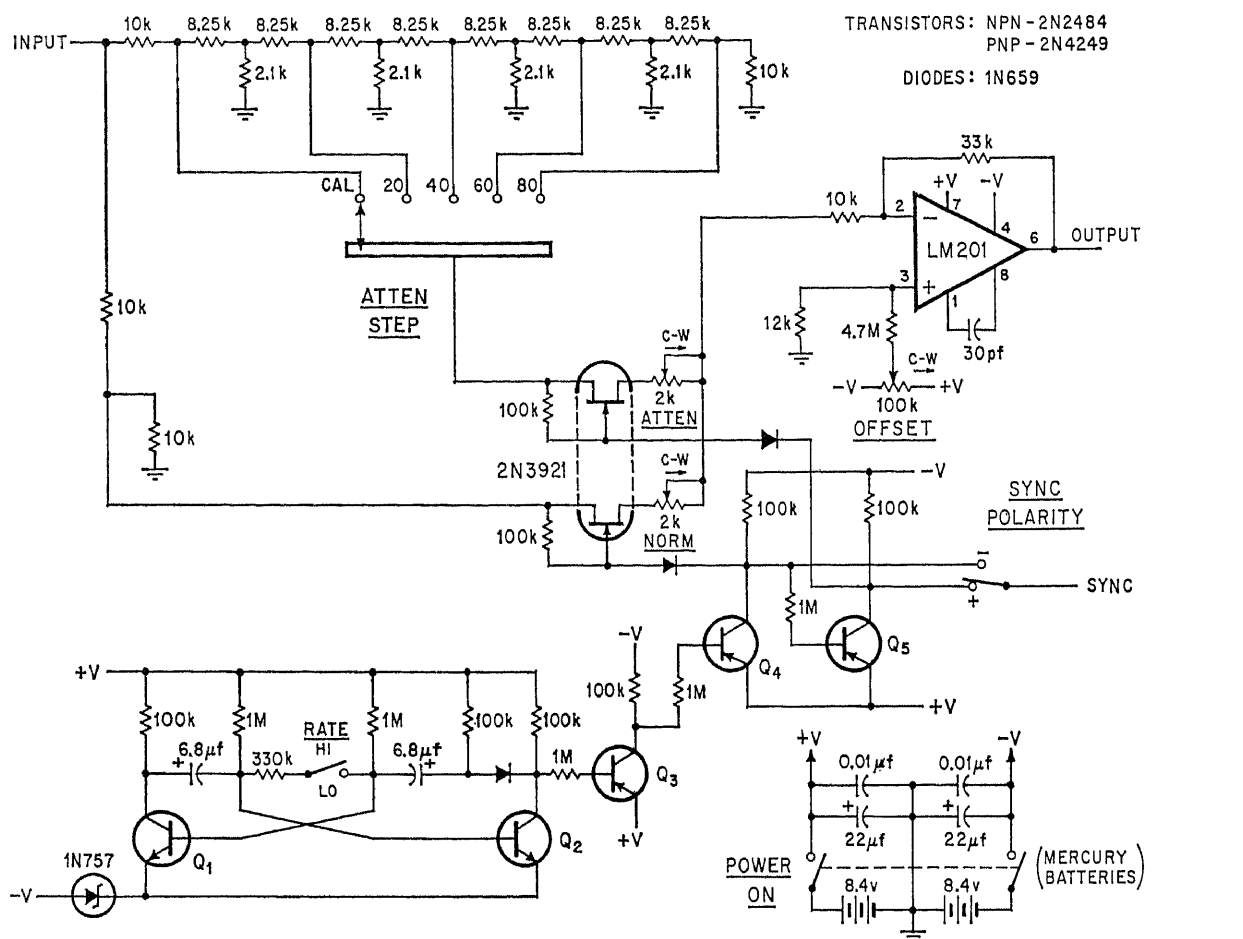 10k 8.25k 8.25k 8.25k 8.25k 8.25k 8.25k 8.25k 8.25k
TRANSISTORS: NPN-2N2484
PNP-2N4249
INPUT
2.1k 2.1k 2.1k 2.1k 10k
DIODES: 1N659
33k
CAL 20 40 60 80
+V -V
10k 2 7 4
LM201 6 OUTPUT
3 8
1
ATTEN
STEP
10k
12k 4.7M 30pf
C-W
C-W
-V +V
100k
OFFSET
100k 2k
ATTEN
10k
2N3921 C-W
-V
100k 100k
SYNC
POLARITY
100k 2k
NORM
-
SYNC
+
1M
-V
Q4 Q5
+V
100k 1M
+V
100k 1M 1M 100k 100k
RATE
HI
6.8µf 330k 6.8µf 1M
+ +
LO
Q3
+V
+V -V
0.01µf 0.01µf
+ +
22µf 22µf
Q1 Q2
1N757
-V
POWER
ON
(MERCURY
BATTERIES)
8.4v 8.4v